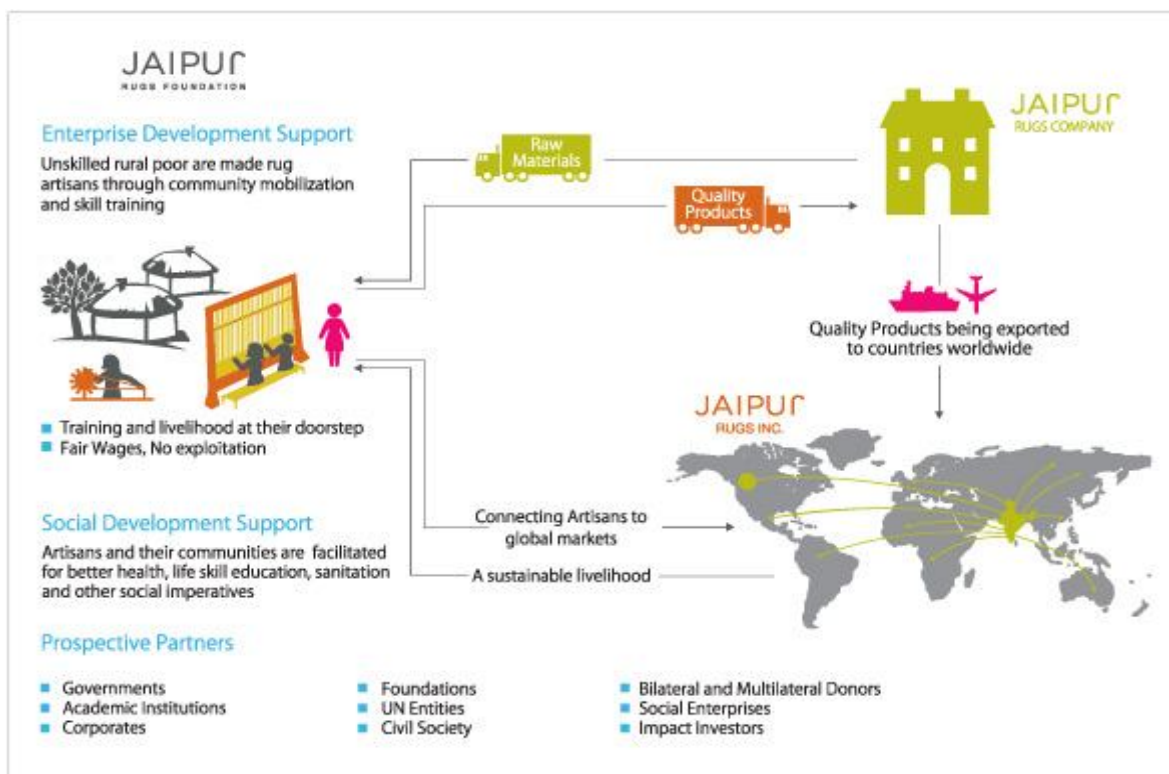 JAIPUR
RUGS FOUNDATION
Enterprise Development Support
Unskilled rural poor are made rug
artisans through community mobilization
and skill training
Raw
Materials
Quality
Products
JAIPUR
RUGS COMPANY
Quality Products being exported
to countries worldwide
Training and livelihood at their doorstep
Fair Wages, No exploitation
JAIPUR
RUGS INC.
Connecting Artisans to
global markets
A sustainable livelihood
Social Development Support
Artisans and their communities are facilitated
for better health, life skill education, sanitation
and other social imperatives
Prospective Partners
Governments
Academic Institutions
Corporates
Foundations
UN Entities
Civil Society
Bilateral and Multilateral Donors
Social Enterprises
Impact Investors